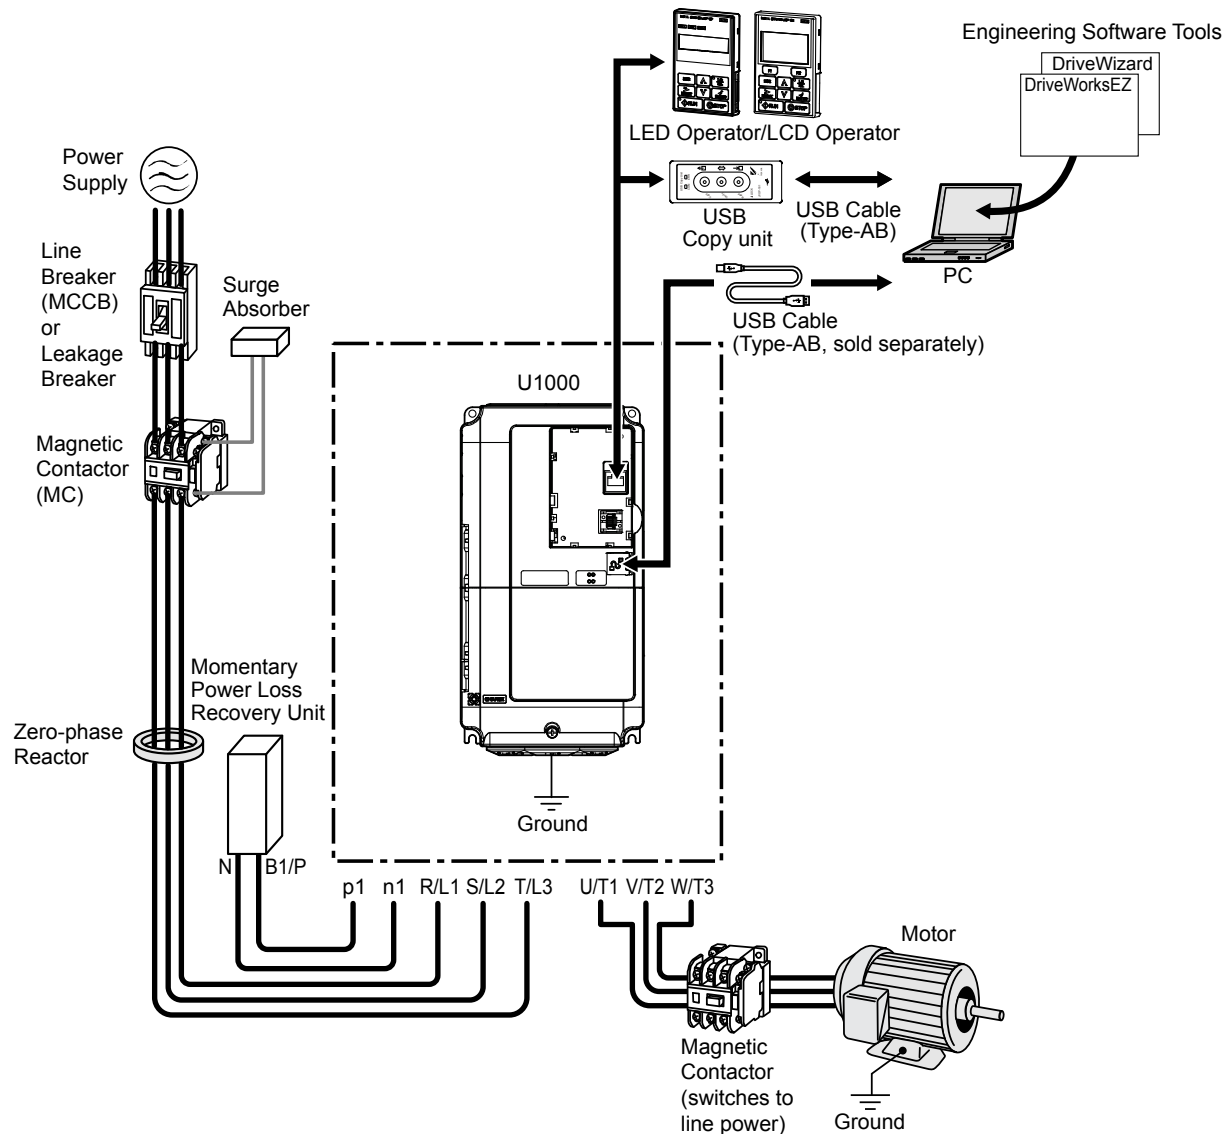 Engineering Software Tools
DriveWizard
DriveWorksEZ
LED Operator/LCD Operator
Power
Supply
USB
Copy unit
USB Cable
(Type-AB)
PC
Line
Breaker
(MCCB)
or
Leakage
Breaker
Surge
Absorber
USB Cable
(Type-AB, sold separately)
U1000
Magnetic
Contactor
(MC)
Momentary
Power Loss
Recovery Unit
Zero-phase
Reactor
Ground
N B1/P
p1 n1 R/L1 S/L2 T/L3 U/T1 V/T2 W/T3
Motor
Magnetic
Contactor
(switches to
line power)
Ground